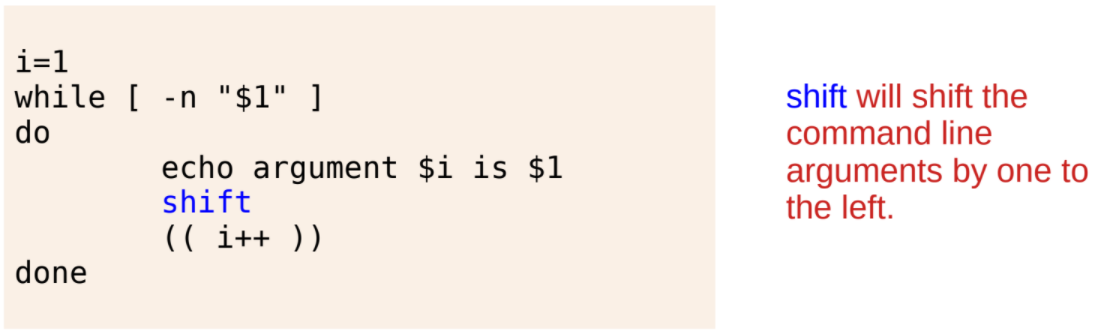 i=1
while [ -n "$1" ]
do
        echo argument $i is $1
        shift
        (( i++ ))
done
shift will shift the
command line
arguments by one to
the left.